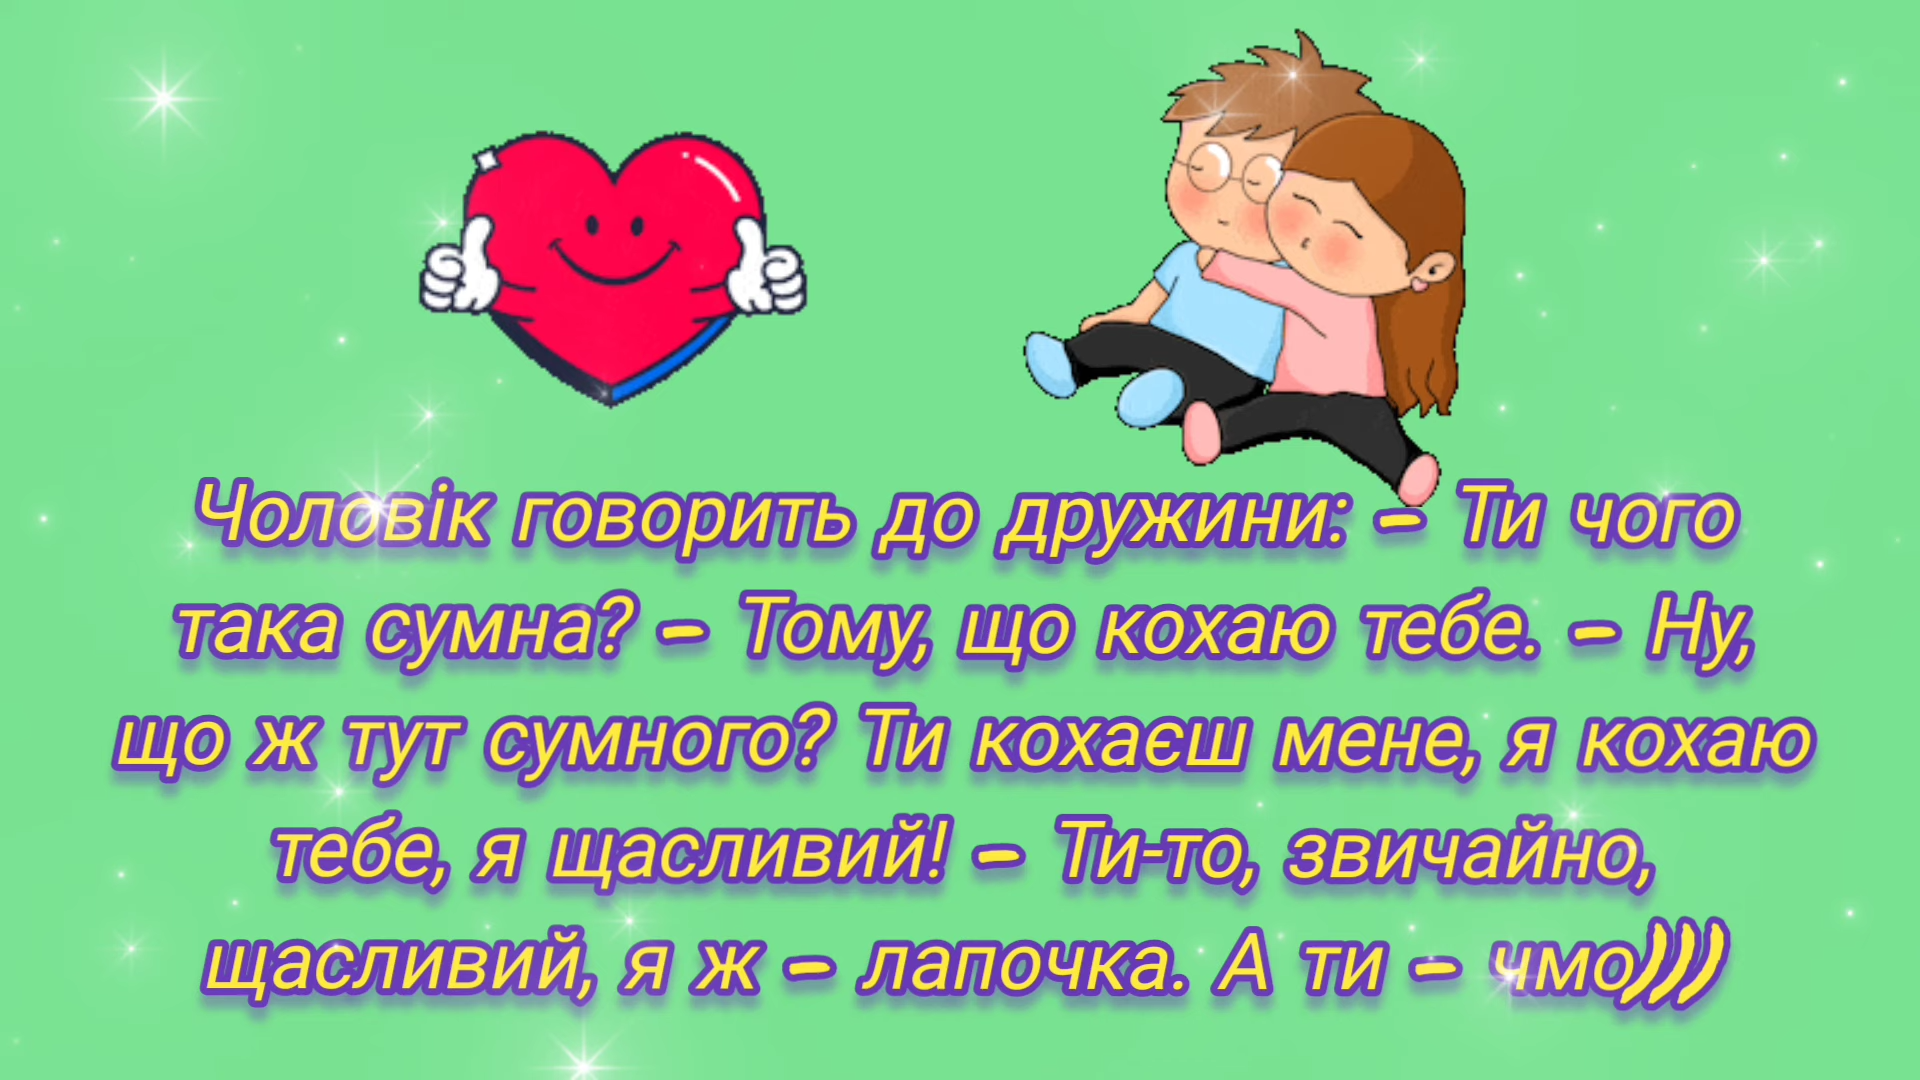 Чоловік говорить до дружини: – Ти чого
така сумна? – Тому, що кохаю тебе. – Ну,
що ж тут сумного? Ти кохаєш мене, я кохаю
тебе, я щасливий! – Ти-то, звичайно,
щасливий, я ж – лапочка. А ти – чмо)))